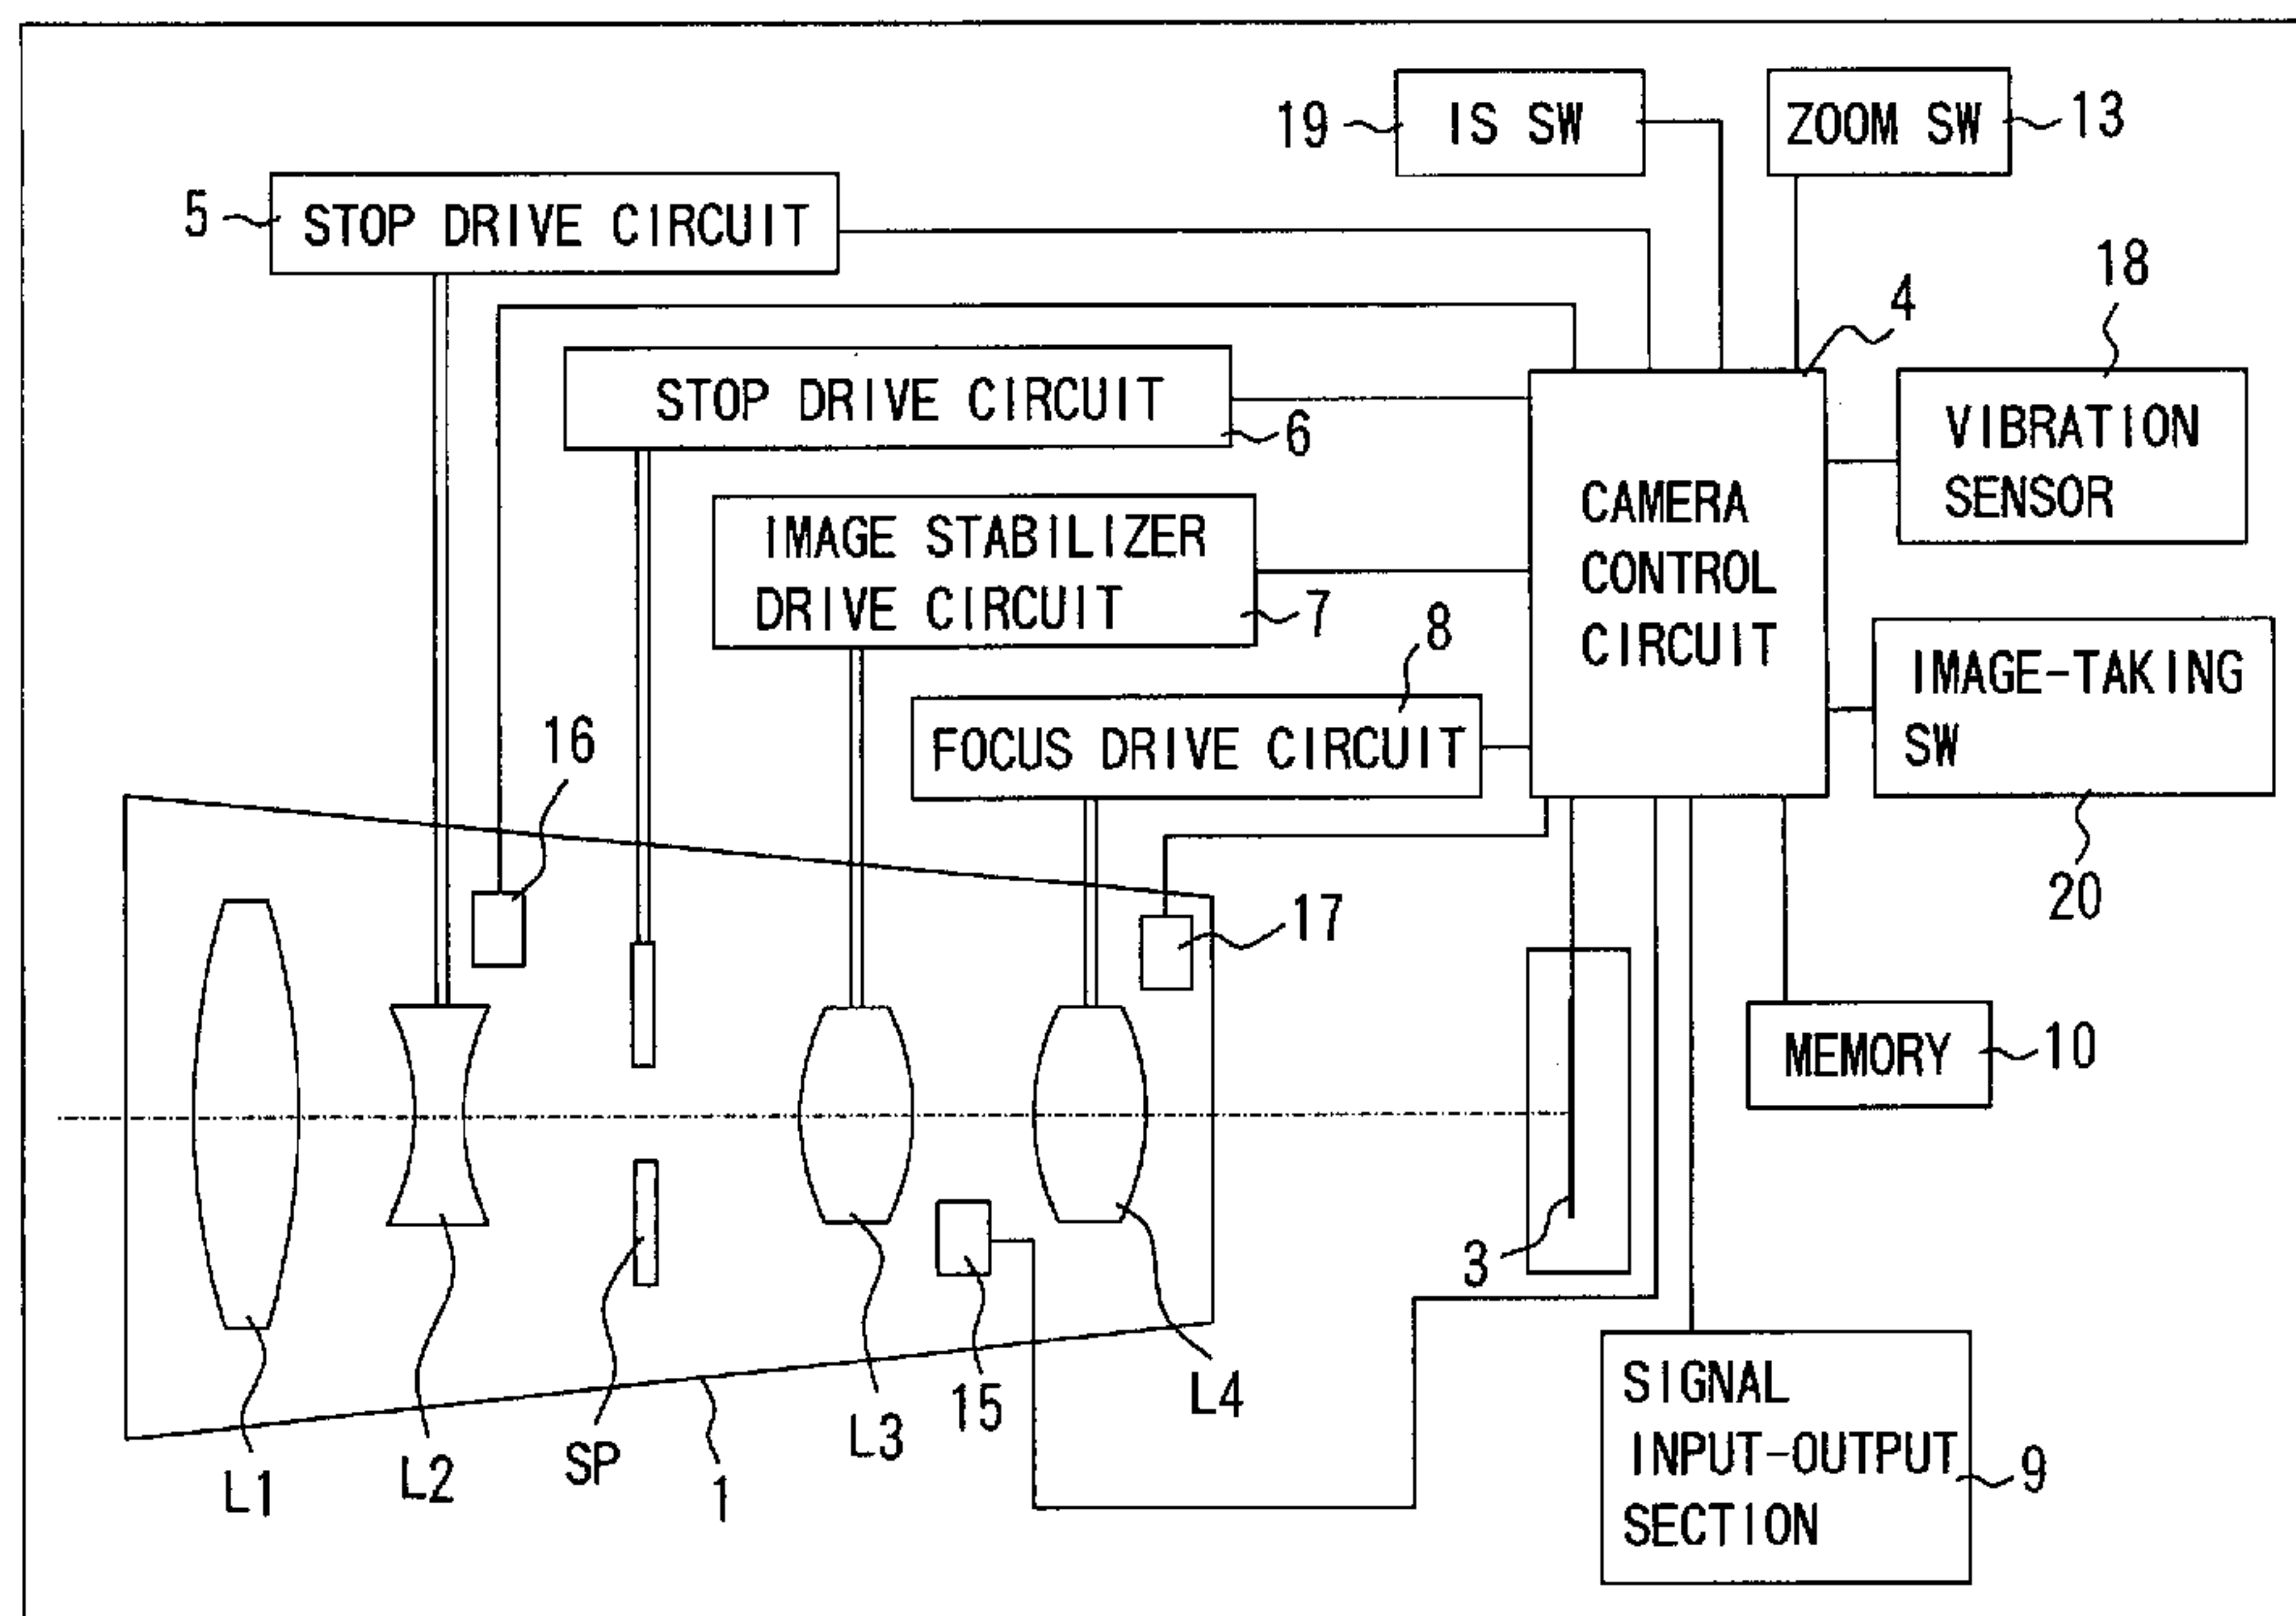 19
IS SW
ZOOM SW
13
5
STOP DRIVE CIRCUIT
18
4
STOP DRIVE CIRCUIT
6
VIBRATION
SENSOR
CAMERA
CONTROL
CIRCUIT
IMAGE STABILIZER
DRIVE CIRCUIT
7
8
IMAGE-TAKING
SW
20
FOCUS DRIVE CIRCUIT
16
17
MEMORY
10
3
15
L1
L2
SP
1
L3
L4
SIGNAL
INPUT-OUTPUT
SECTION
9